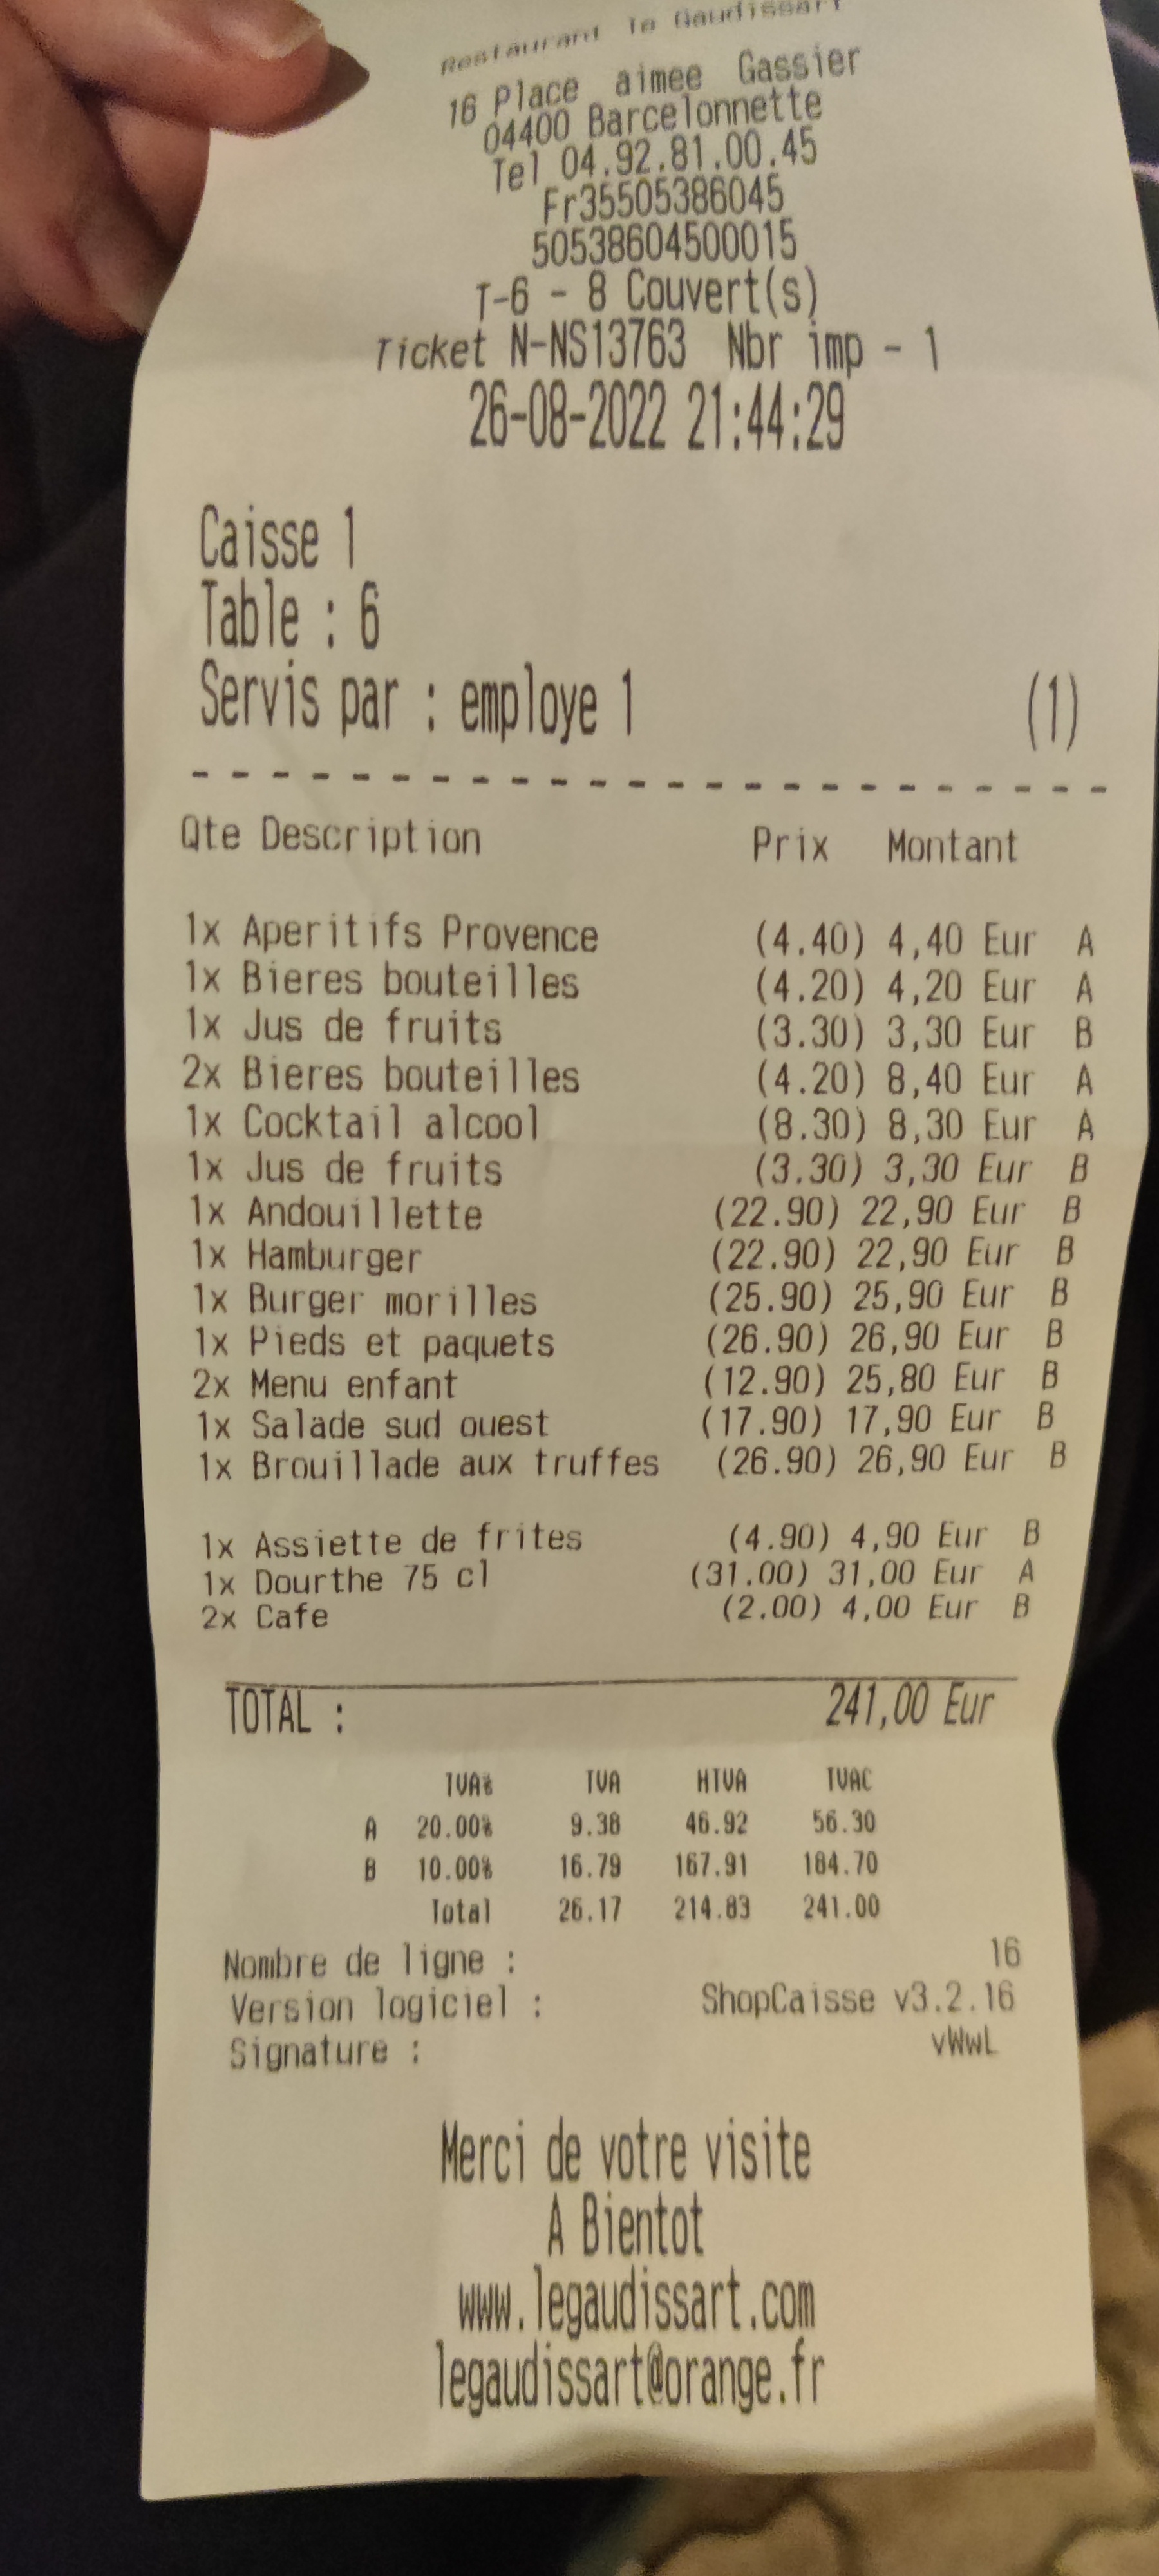 Restaurant le Gaudissart
16 Place aimee Gassier
04400 Barcelonnette
Tel 04.92.81.00.45
Fr35505386045
50538604500015
T-6 - 8 Couvert(s)
Ticket N-NS13763 Nbr imp - 1
26-08-2022 21:44:29
Caisse 1
Table : 6
Servis par : employe 1 (1)
- - - - - - - - - - - - - - - - - - - - - - - - - - - - -
Qte Description Prix Montant
1x Aperitifs Provence (4.40) 4,40 Eur A
1x Bieres bouteilles (4.20) 4,20 Eur A
1x Jus de fruits (3.30) 3,30 Eur B
2x Bieres bouteilles (4.20) 8,40 Eur A
1x Cocktail alcool (8.30) 8,30 Eur A
1x Jus de fruits (3.30) 3,30 Eur B
1x Andouillette (22.90) 22,90 Eur B
1x Hamburger (22.90) 22,90 Eur B
1x Burger morilles (25.90) 25,90 Eur B
1x Pieds et paquets (26.90) 26,90 Eur B
2x Menu enfant (12.90) 25,80 Eur B
1x Salade sud ouest (17.90) 17,90 Eur B
1x Brouillade aux truffes (26.90) 26,90 Eur B
1x Assiette de frites (4.90) 4,90 Eur B
1x Dourthe 75 cl (31.00) 31,00 Eur A
2x Cafe (2.00) 4,00 Eur B
TOTAL : 241,00 Eur
TVA% TVA HTVA TVAC
A 20.00% 9.38 46.92 56.30
B 10.00% 16.79 167.91 184.70
Total 26.17 214.83 241.00
Nombre de ligne : 16
Version logiciel : ShopCaisse v3.2.16
Signature : vWwL
Merci de votre visite
A Bientot
www.legaudissart.com
legaudissart@orange.fr